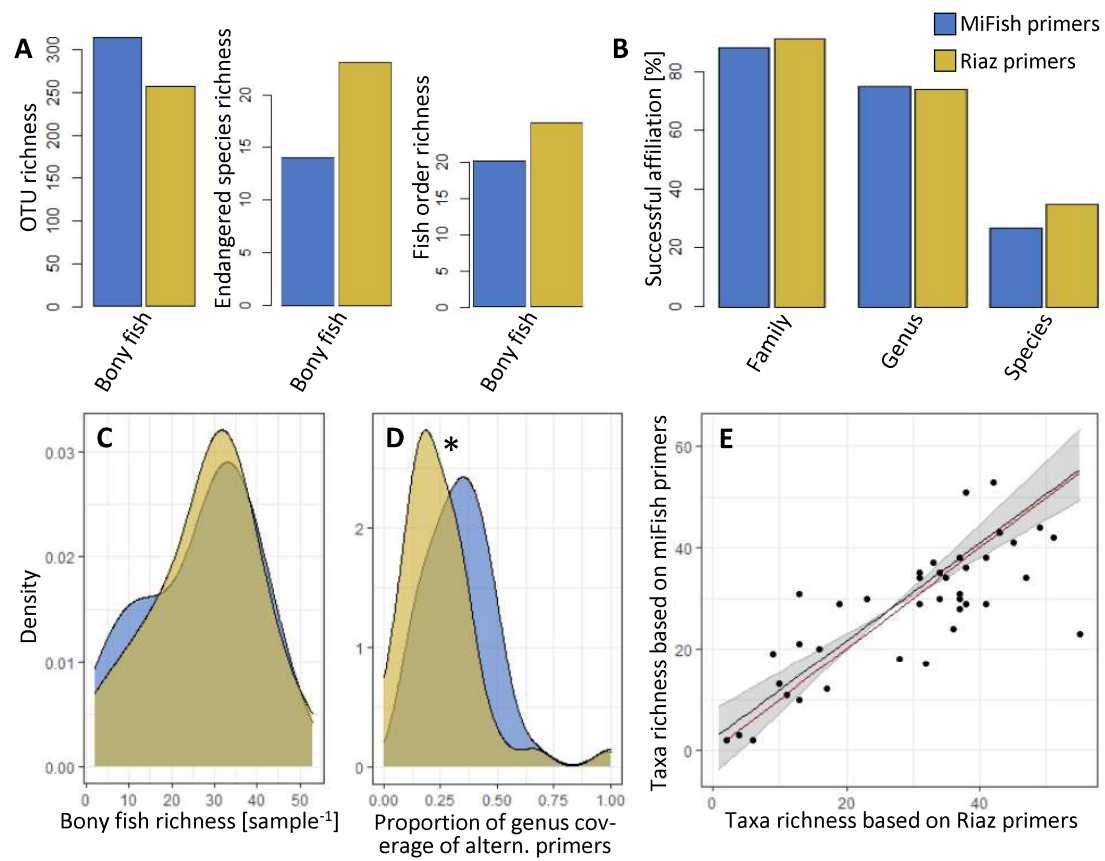 MiFish primers
Riaz primers
A
OTU richness
0
50
100
150
200
250
300
Bony fish
Endangered species richness
0
5
10
15
20
Bony fish
Fish order richness
0
5
10
15
20
Bony fish
B
Successful affiliation [%]
0
20
40
60
80
Family
Genus
Species
C
Density
0.00
0.01
0.02
0.03
0
10
20
30
40
50
Bony fish richness [sample-1]
D
*
0
1
2
0.00
0.25
0.50
0.75
1.00
Proportion of genus cov-
erage of altern. primers
E
Taxa richness based on miFish primers
0
20
40
60
0
20
40
Taxa richness based on Riaz primers